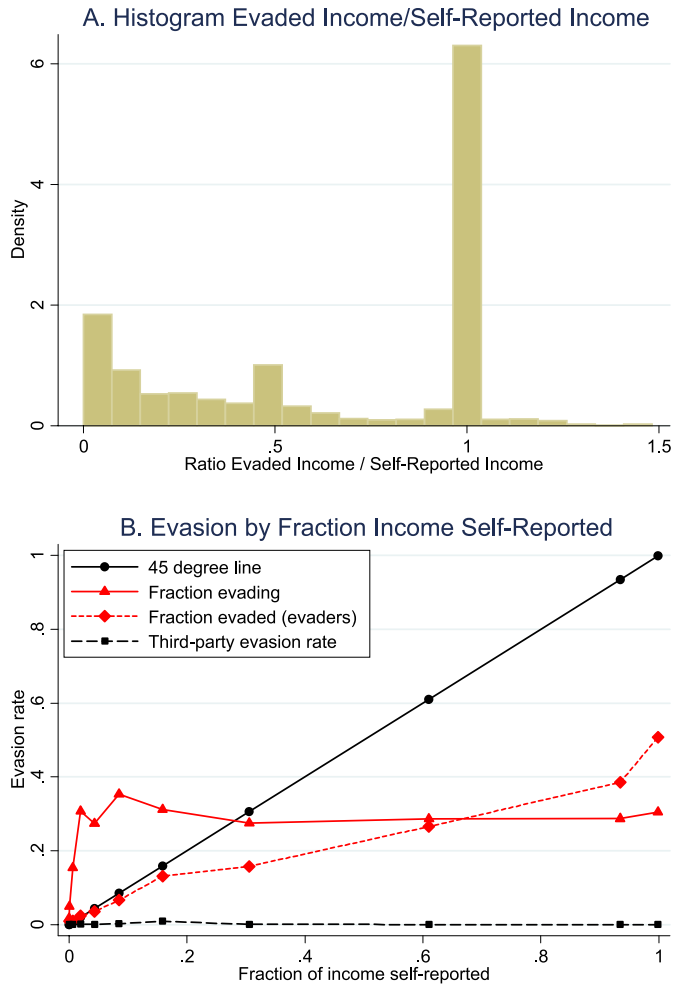 A. Histogram Evaded Income/Self-Reported Income
6
4
2
0
Density
0 .5 1 1.5
Ratio Evaded Income / Self-Reported Income
B. Evasion by Fraction Income Self-Reported
45 degree line
Fraction evading
Fraction evaded (evaders)
Third-party evasion rate
1
.8
.6
.4
.2
0
Evasion rate
0 .2 .4 .6 .8 1
Fraction of income self-reported